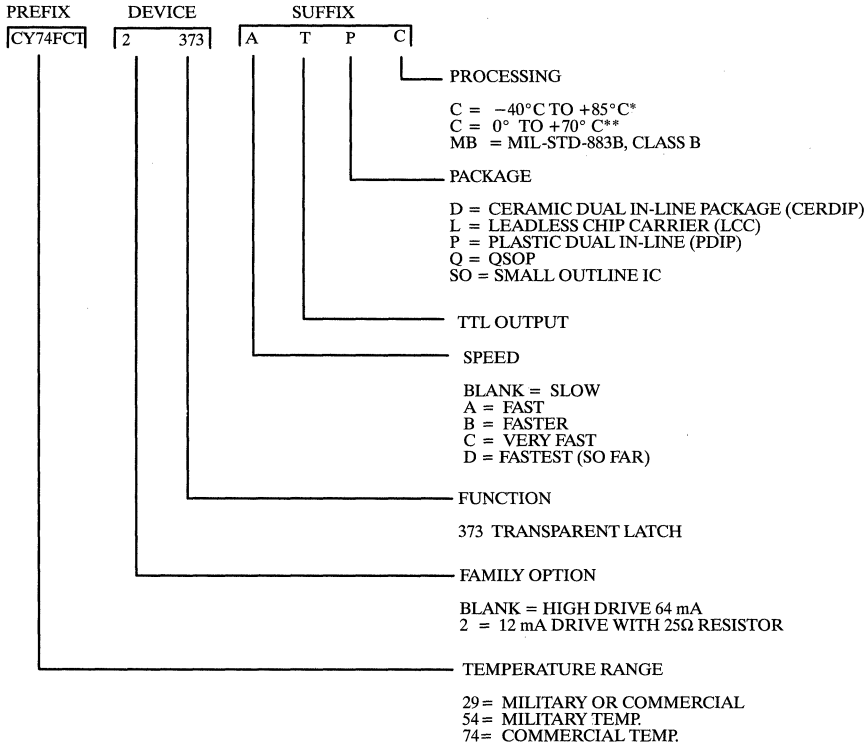 PREFIX DEVICE SUFFIX
CY74FCT 2 373 A T P C
PROCESSING
C = −40°C TO +85°C*
C = 0° TO +70° C**
MB = MIL-STD-883B, CLASS B
PACKAGE
D = CERAMIC DUAL IN-LINE PACKAGE (CERDIP)
L = LEADLESS CHIP CARRIER (LCC)
P = PLASTIC DUAL IN-LINE (PDIP)
Q = QSOP
SO = SMALL OUTLINE IC
TTL OUTPUT
SPEED
BLANK = SLOW
A = FAST
B = FASTER
C = VERY FAST
D = FASTEST (SO FAR)
FUNCTION
373 TRANSPARENT LATCH
FAMILY OPTION
BLANK = HIGH DRIVE 64 mA
2 = 12 mA DRIVE WITH 25Ω RESISTOR
TEMPERATURE RANGE
29 = MILITARY OR COMMERCIAL
54 = MILITARY TEMP.
74 = COMMERCIAL TEMP.